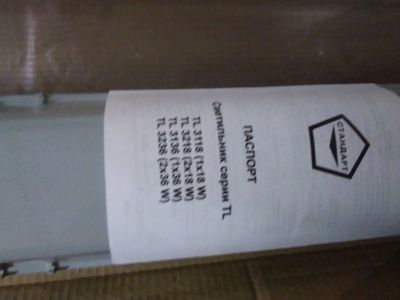 СТАНДАРТ
ПАСПОРТ
Светильник серии TL
TL 3118 (1x18 W)
TL 3218 (2x18 W)
TL 3136 (1x36 W)
TL 3236 (2x36 W)